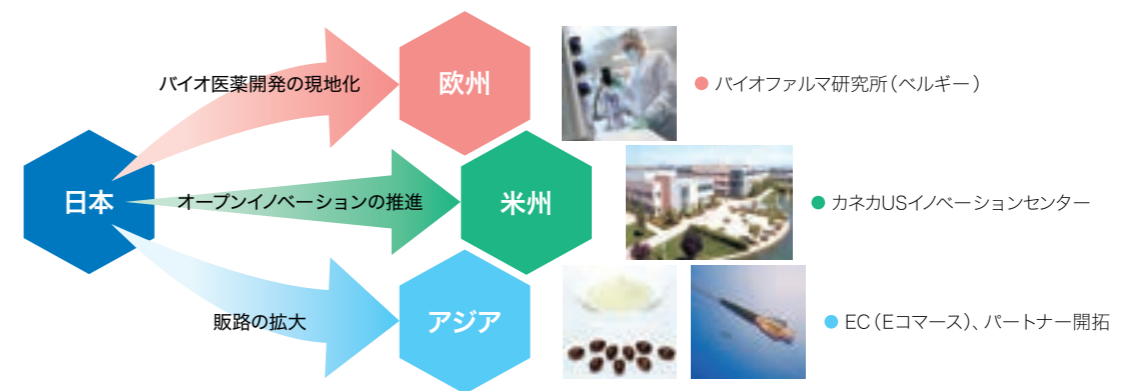 バイオ医薬開発の現地化
欧州
● バイオファルマ研究所（ベルギー）
日本
オープンイノベーションの推進
米州
● カネカUSイノベーションセンター
販路の拡大
アジア
● EC（Eコマース）、パートナー開拓